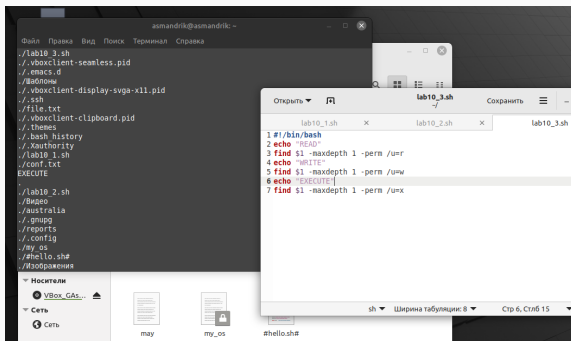 asmandrik@asmandrik: ~
Файл Правка Вид Поиск Терминал Справка
./lab10_3.sh
./.vboxclient-seamless.pid
./.emacs.d
./Шаблоны
./.vboxclient-display-svga-x11.pid
./.ssh
./file.txt
./.vboxclient-clipboard.pid
./.themes
./.bash_history
./.Xauthority
./lab10_1.sh
./conf.txt
EXECUTE
.
./lab10_2.sh
./Видео
./australia
./.gnupg
./reports
./.config
./my_os
./#hello.sh#
./Изображения
Открыть
lab10_3.sh
~/
Сохранить
lab10_1.sh
lab10_2.sh
lab10_3.sh
1 #!/bin/bash
2 echo "READ"
3 find $1 -maxdepth 1 -perm /u=r
4 echo "WRITE"
5 find $1 -maxdepth 1 -perm /u=w
6 echo "EXECUTE"
7 find $1 -maxdepth 1 -perm /u=x
sh Ширина табуляции: 8 Стр 6, Стлб 15
Носители
VBox_GAs...
Сеть
Сеть
may
my_os
#hello.sh#